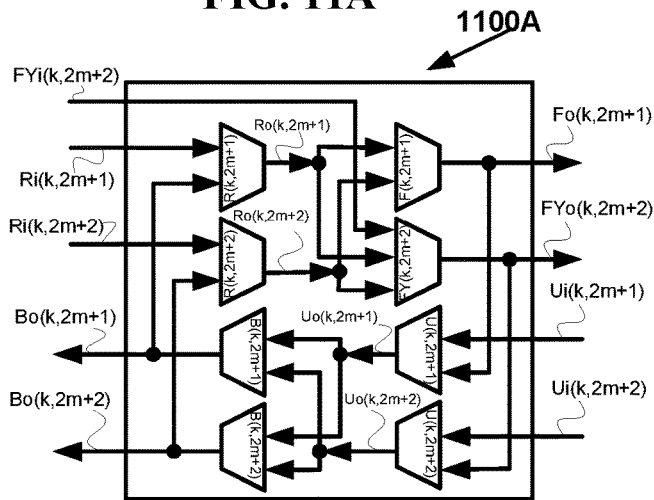 FIG. 11A
1100A
FYi(k,2m+2)
Ri(k,2m+1)
Ri(k,2m+2)
Bo(k,2m+1)
Bo(k,2m+2)
R(k,2m+1)
Ro(k,2m+1)
F(k,2m+1)
R(k,2m+2)
Ro(k,2m+2)
FY(k,2m+2)
B(k,2m+1)
Uo(k,2m+1)
U(k,2m+1)
B(k,2m+2)
Uo(k,2m+2)
U(k,2m+2)
Fo(k,2m+1)
FYo(k,2m+2)
Ui(k,2m+1)
Ui(k,2m+2)